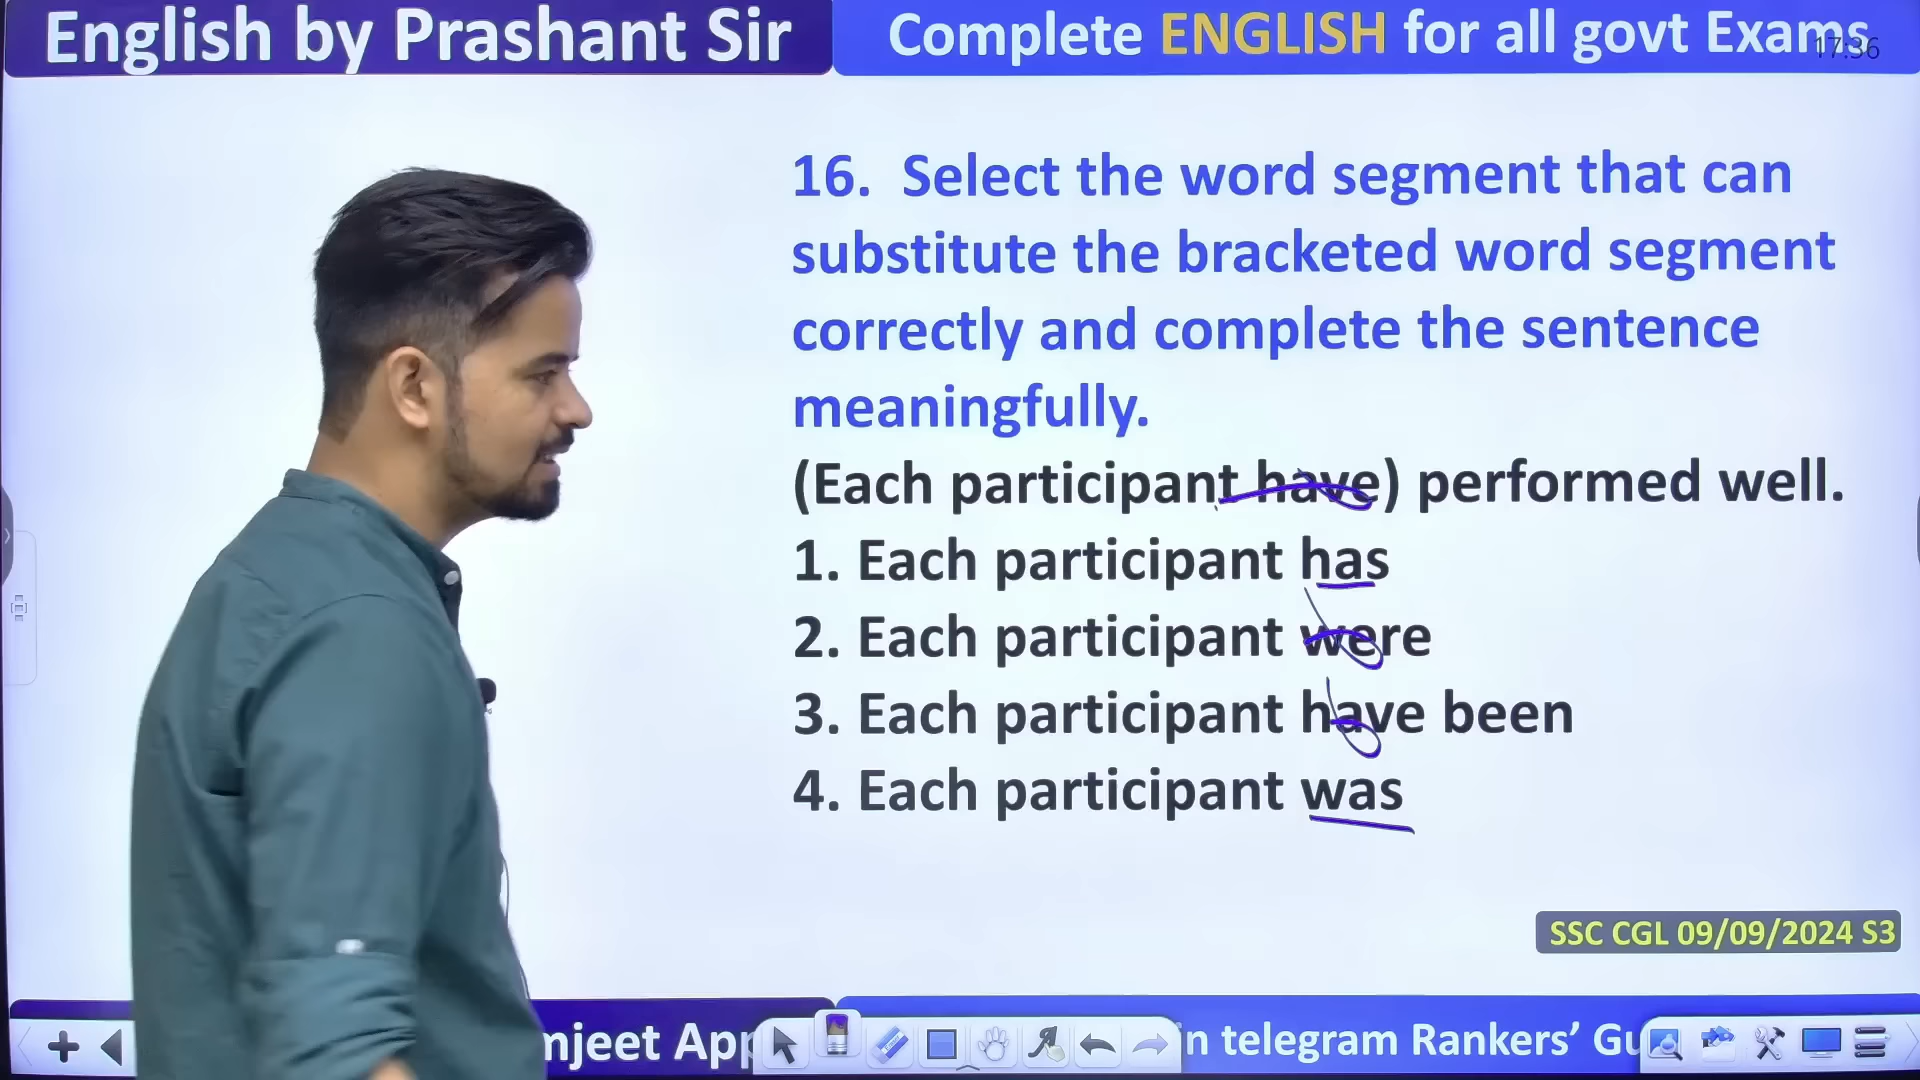 English by Prashant Sir
Complete ENGLISH for all govt Exams
17:36
16. Select the word segment that can
substitute the bracketed word segment
correctly and complete the sentence
meaningfully.
(Each participant have) performed well.
1. Each participant has
2. Each participant were
3. Each participant have been
4. Each participant was
SSC CGL 09/09/2024 S3
njeet App
in telegram Rankers’ Gu